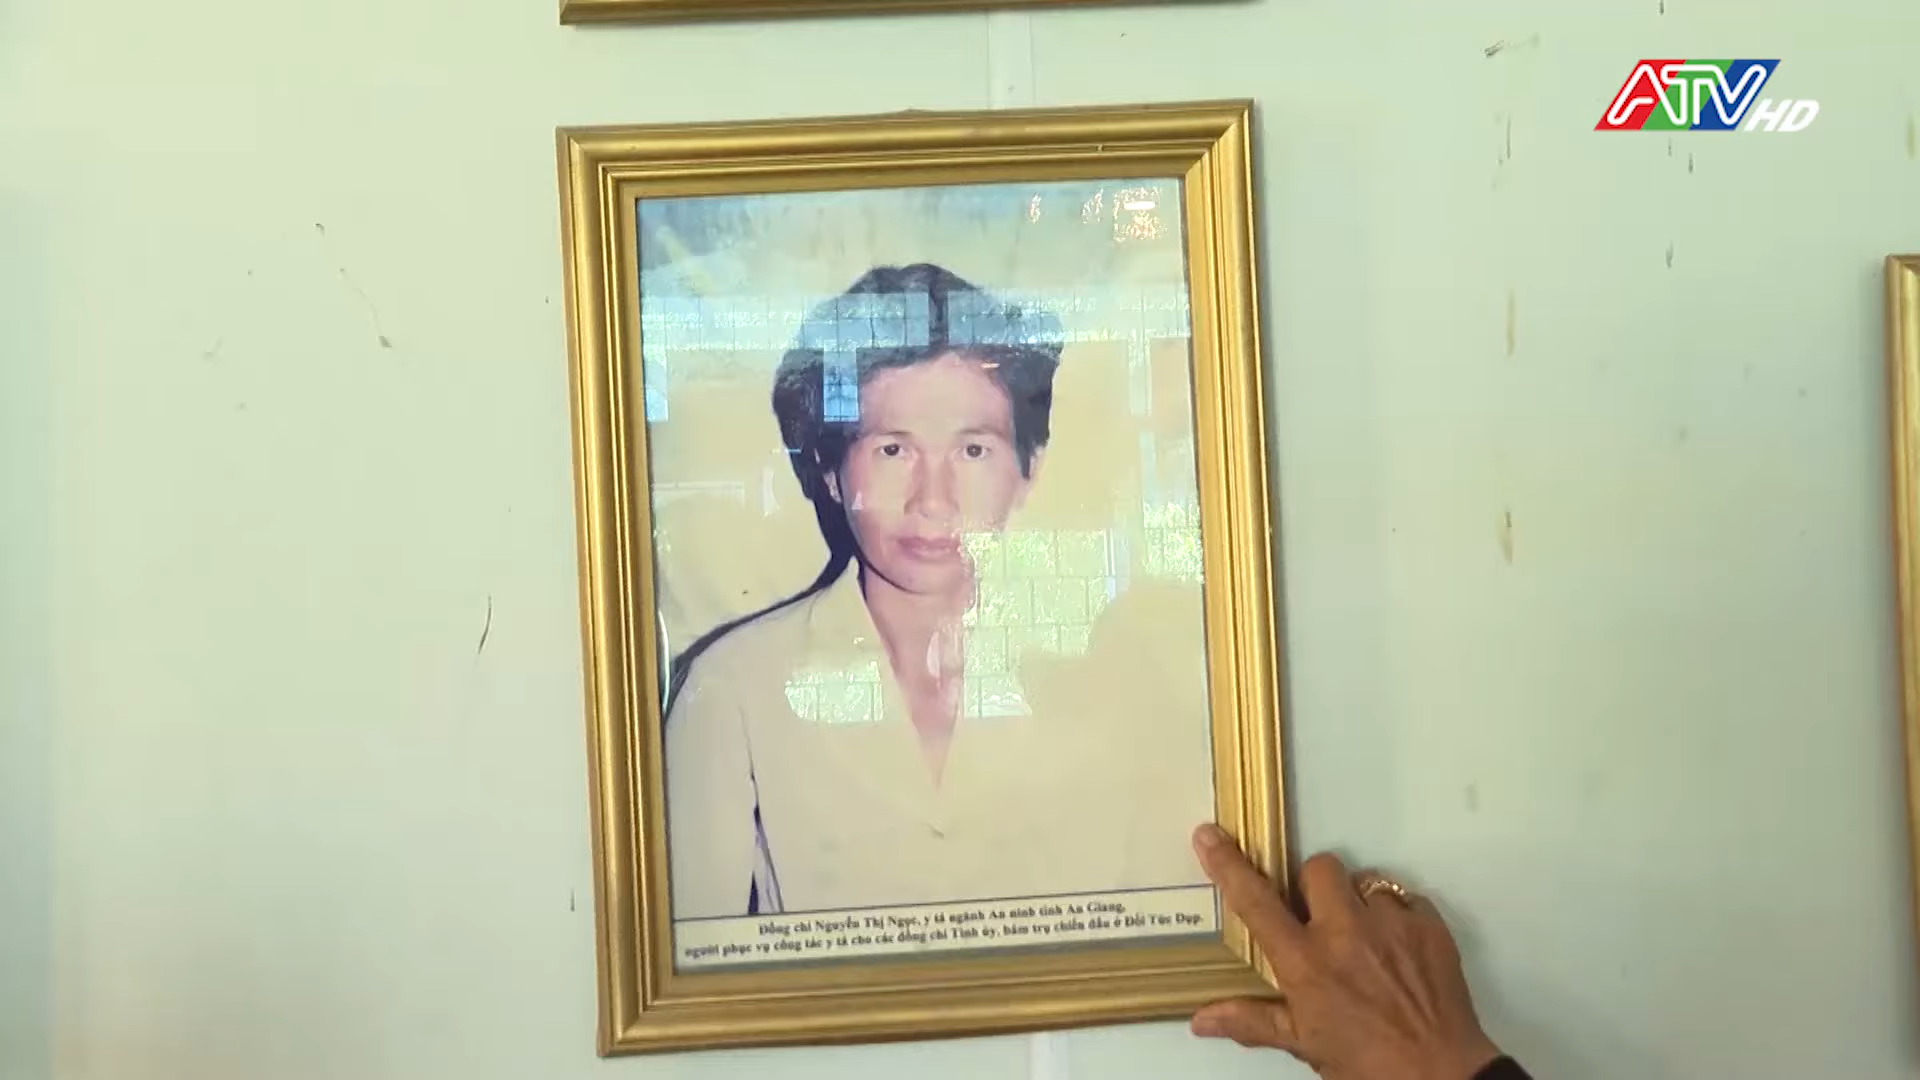 ATV HD
Đồng chí Nguyễn Thị Ngọc, y tá ngành An ninh tỉnh An Giang,
người phục vụ công tác y tá cho các đồng chí Tỉnh ủy, bám trụ chiến đấu ở Đồi Tức Dụp.